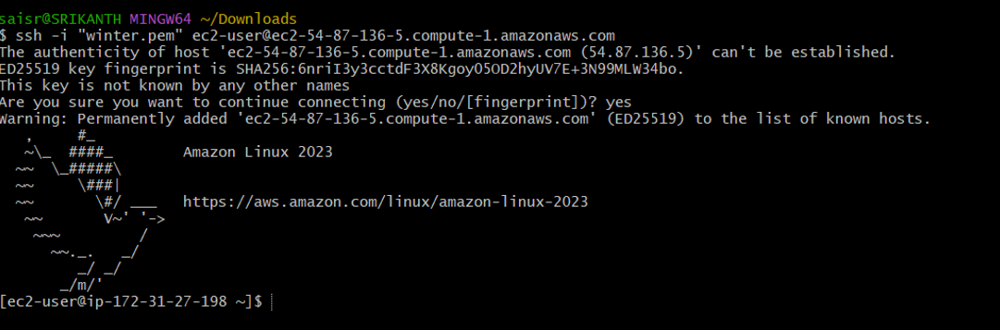 saisr@SRIKANTH MINGW64 ~/Downloads
$ ssh -i "winter.pem" ec2-user@ec2-54-87-136-5.compute-1.amazonaws.com
The authenticity of host 'ec2-54-87-136-5.compute-1.amazonaws.com (54.87.136.5)' can't be established.
ED25519 key fingerprint is SHA256:6nriI3y3cctdF3X8KgoyO5OD2hyUV7E+3N99MLW34bo.
This key is not known by any other names
Are you sure you want to continue connecting (yes/no/[fingerprint])? yes
Warning: Permanently added 'ec2-54-87-136-5.compute-1.amazonaws.com' (ED25519) to the list of known hosts.
   ,     #_
   ~\_  ####_        Amazon Linux 2023
  ~~  \_#####\
  ~~     \###|
  ~~       \#/ ___   https://aws.amazon.com/linux/amazon-linux-2023
   ~~       V~' '->
    ~~~         /
      ~~._.   _/
         _/ _/
       _/m/'
[ec2-user@ip-172-31-27-198 ~]$